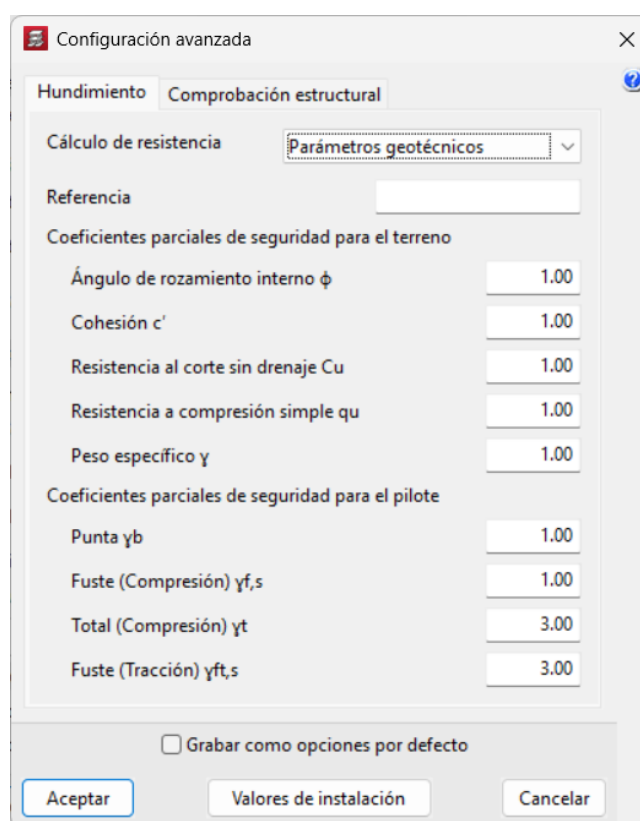 Configuración avanzada
Hundimiento Comprobación estructural
Cálculo de resistencia Parámetros geotécnicos
Referencia
Coeficientes parciales de seguridad para el terreno
Ángulo de rozamiento interno ϕ 1.00
Cohesión c' 1.00
Resistencia al corte sin drenaje Cu 1.00
Resistencia a compresión simple qu 1.00
Peso específico γ 1.00
Coeficientes parciales de seguridad para el pilote
Punta γb 1.00
Fuste (Compresión) γf,s 1.00
Total (Compresión) γt 3.00
Fuste (Tracción) γft,s 3.00
Grabar como opciones por defecto
Aceptar Valores de instalación Cancelar